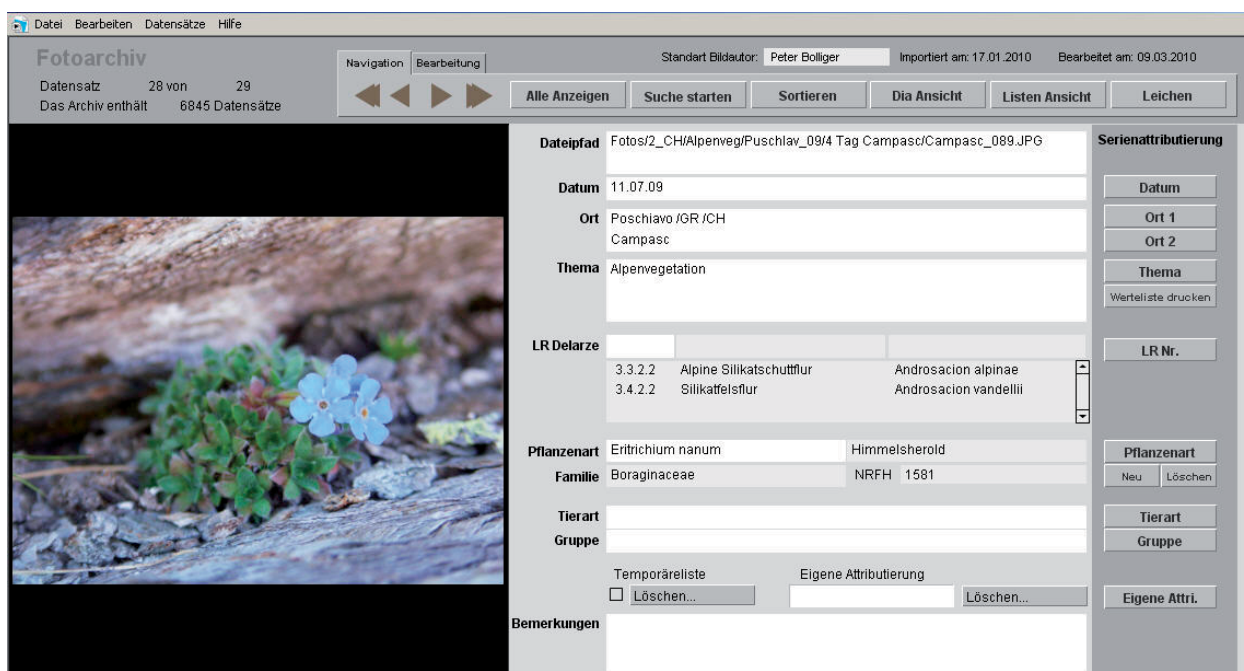 Datei Bearbeiten Datensätze Hilfe
Fotoarchiv
Datensatz 28 von 29
Das Archiv enthält 6845 Datensätze
Navigation Bearbeitung
Standart Bildautor: Peter Bolliger Importiert am: 17.01.2010 Bearbeitet am: 09.03.2010
Alle Anzeigen Suche starten Sortieren Dia Ansicht Listen Ansicht Leichen
Dateipfad Fotos/2_CH/Alpenveg/Puschlav_09/4 Tag Campasc/Campasc_089.JPG
Serienattributierung
Datum 11.07.09 Datum
Ort Poschiavo /GR /CH Ort 1
Campasc Ort 2
Thema Alpenvegetation Thema
Werteliste drucken
LR Delarze LR Nr.
3.3.2.2 Alpine Silikatschuttflur Androsacion alpinae
3.4.2.2 Silikatfelsflur Androsacion vandellii
Pflanzenart Eritrichium nanum Himmelsherold Pflanzenart
Familie Boraginaceae NRFH 1581 Neu Löschen
Tierart Tierart
Gruppe Gruppe
Temporäreliste Eigene Attributierung
Löschen... Löschen... Eigene Attri.
Bemerkungen